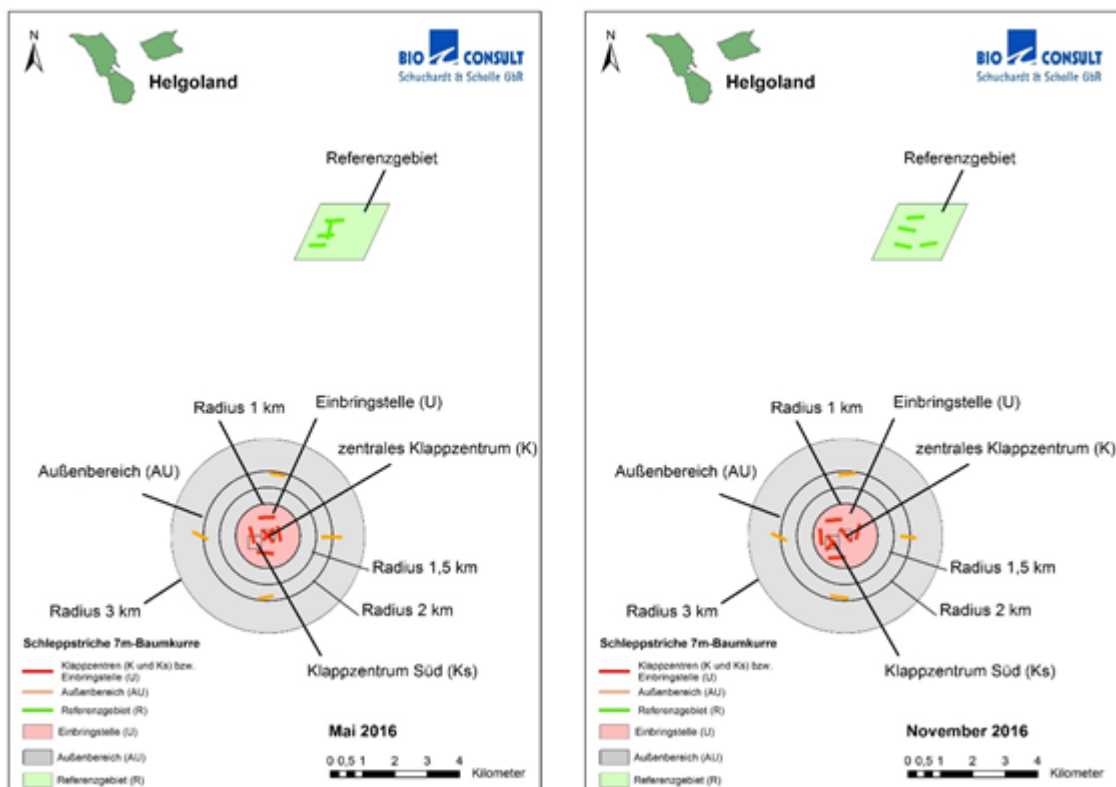 N
Helgoland
BIO CONSULT
Schuchardt & Scholle GbR
Referenzgebiet
Radius 1 km
Einbringstelle (U)
zentrales Klappzentrum (K)
Außenbereich (AU)
Radius 1,5 km
Radius 2 km
Radius 3 km
Klappzentrum Süd (Ks)
Schleppstriche 7m-Baumkurre
Klappzentren (K und Ks) bzw.
Einbringstelle (U)
Außenbereich (AU)
Referenzgebiet (R)
Einbringstelle (U)
Außenbereich (AU)
Referenzgebiet (R)
Mai 2016
0 0,5 1 2 3 4
Kilometer
N
Helgoland
BIO CONSULT
Schuchardt & Scholle GbR
Referenzgebiet
Radius 1 km
Einbringstelle (U)
zentrales Klappzentrum (K)
Außenbereich (AU)
Radius 1,5 km
Radius 2 km
Radius 3 km
Klappzentrum Süd (Ks)
Schleppstriche 7m-Baumkurre
Klappzentren (K und Ks) bzw.
Einbringstelle (U)
Außenbereich (AU)
Referenzgebiet (R)
Einbringstelle (U)
Außenbereich (AU)
Referenzgebiet (R)
November 2016
0 0,5 1 2 3 4
Kilometer